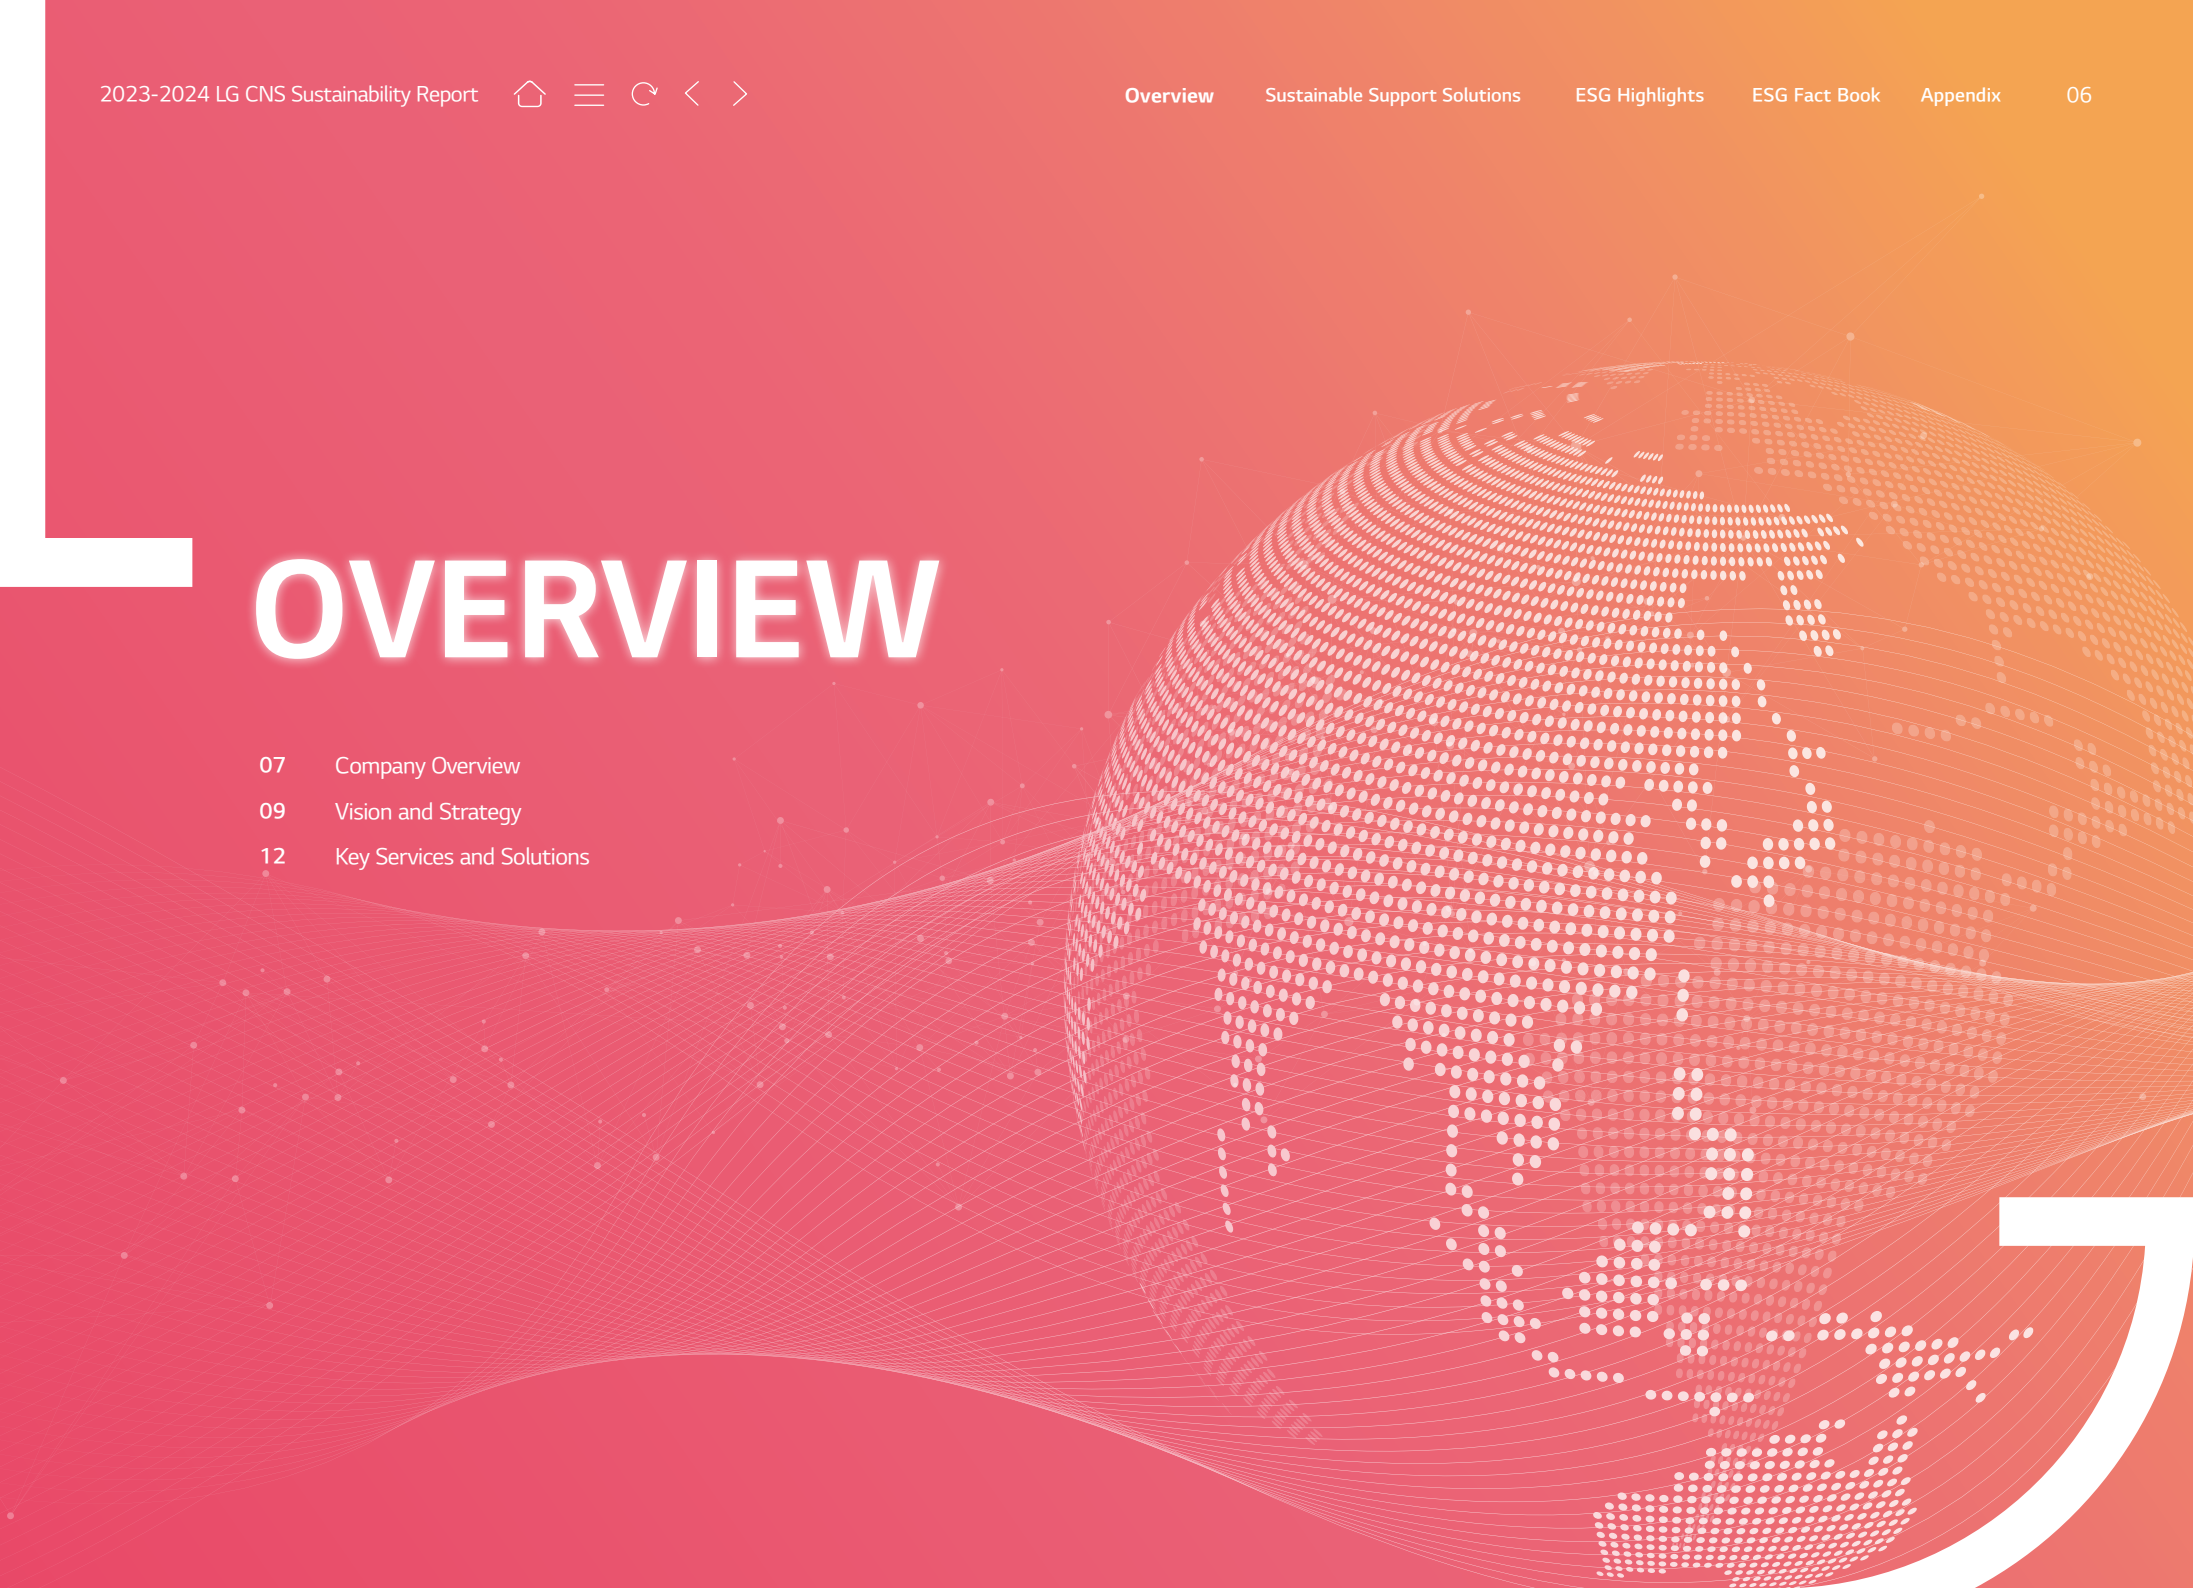 2023-2024 LG CNS Sustainability Report
Overview Sustainable Support Solutions ESG Highlights ESG Fact Book Appendix 06
OVERVIEW
07 Company Overview
09 Vision and Strategy
12 Key Services and Solutions